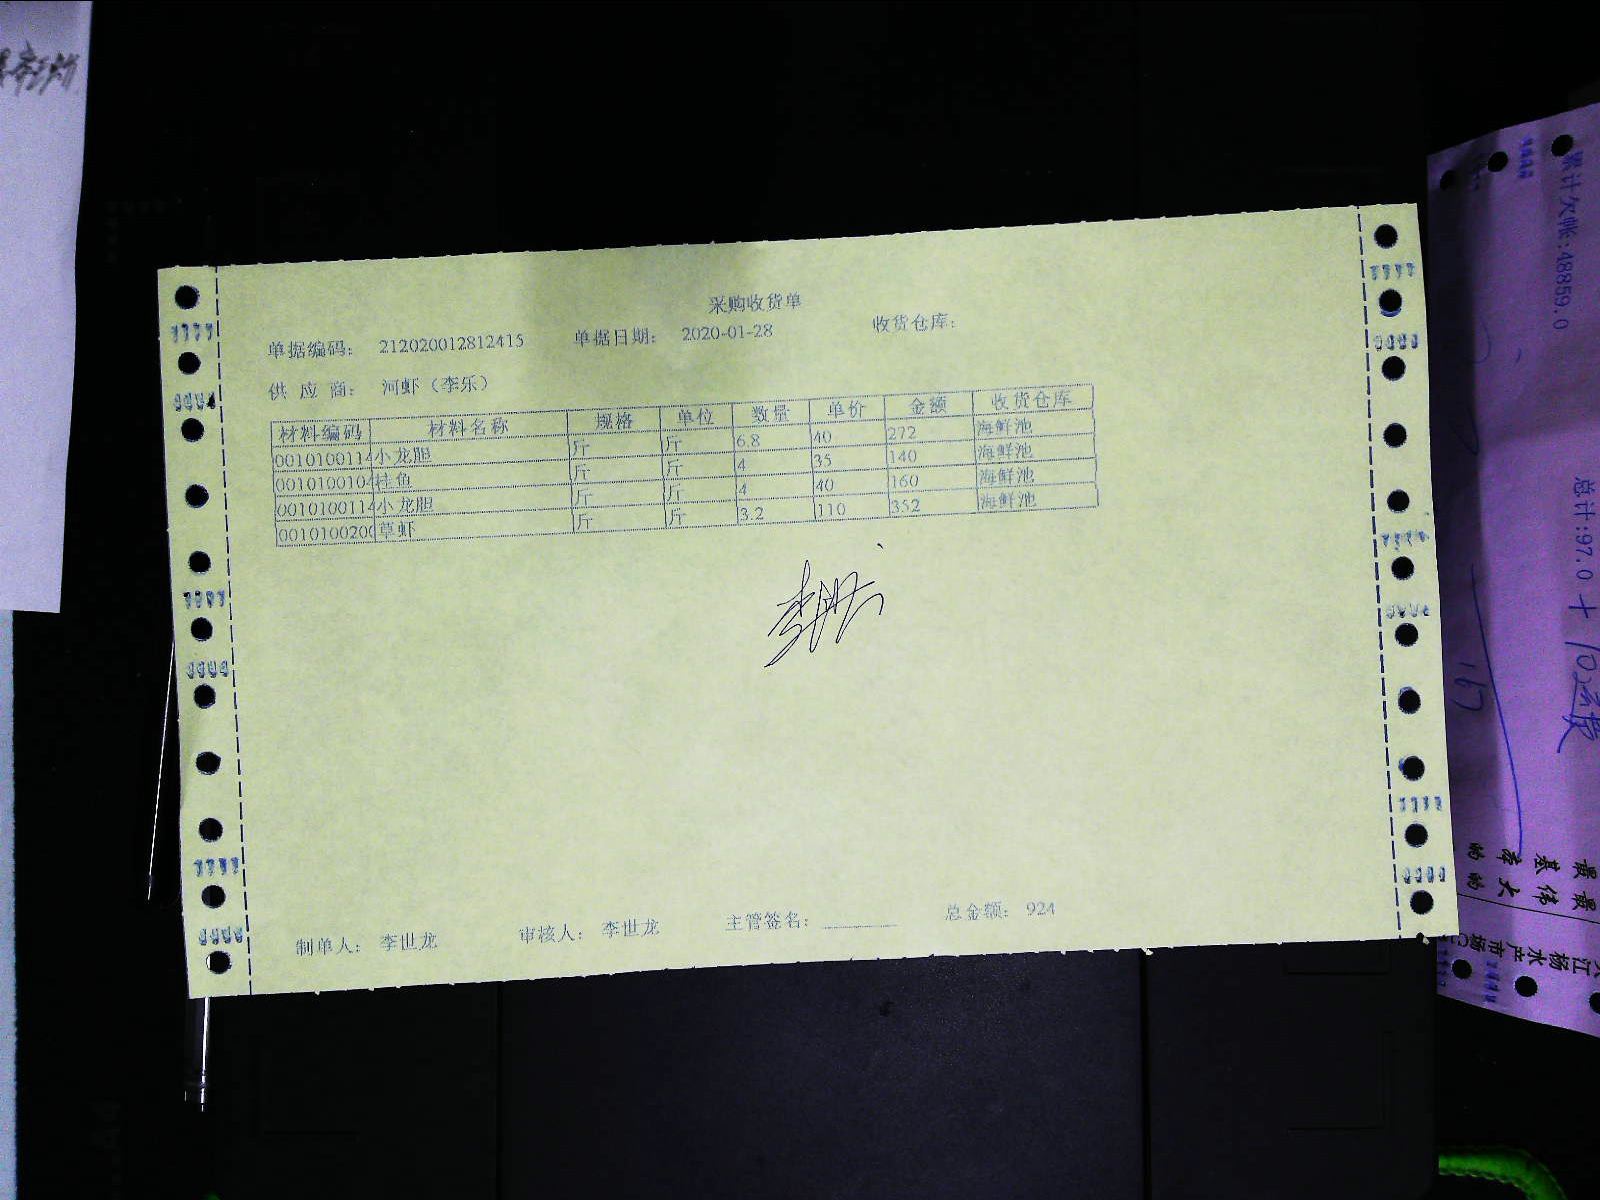 采购收货单
单据编码： 212020012812415 单据日期： 2020-01-28 收货仓库：
供 应 商： 河虾（李乐）
材料编码 材料名称 规格 单位 数量 单价 金额 收货仓库
0010100114 小龙胆 斤 斤 6.8 40 272 海鲜池
0010100104 桂鱼 斤 斤 4 35 140 海鲜池
0010100114 小龙胆 斤 斤 4 40 160 海鲜池
001010020 草虾 斤 斤 3.2 110 352 海鲜池
制单人： 李世龙 审核人： 李世龙 主管签名： 总金额： 924
累计欠帐:48859.0
总计:97.0 +